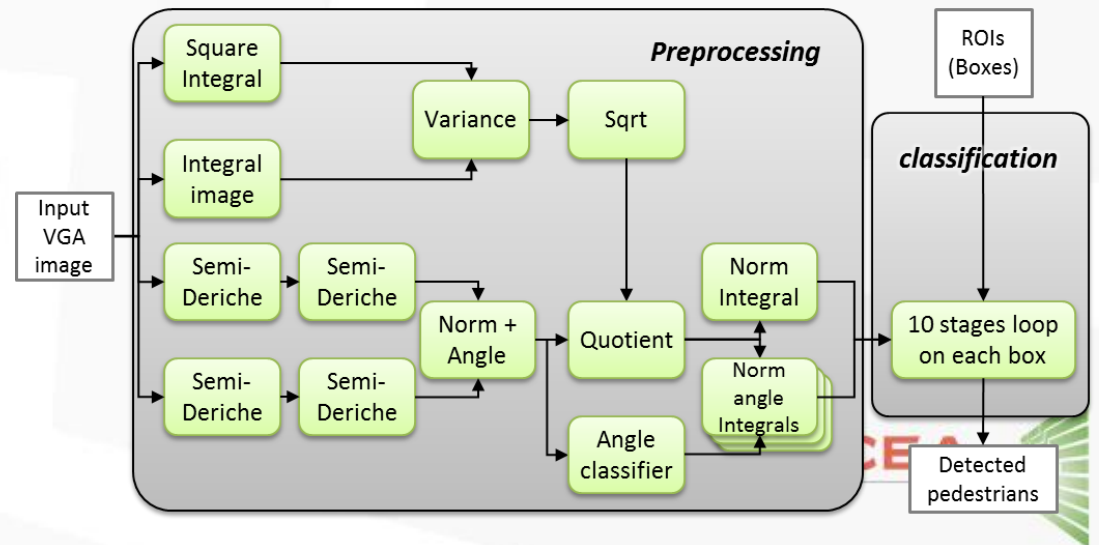 Preprocessing
Square
Integral
Variance
Sqrt
Integral
image
Input
VGA
image
Semi-
Deriche
Semi-
Deriche
Norm +
Angle
Quotient
Norm
Integral
Semi-
Deriche
Semi-
Deriche
Norm
angle
Integrals
Angle
classifier
ROIs
(Boxes)
classification
10 stages loop
on each box
Detected
pedestrians